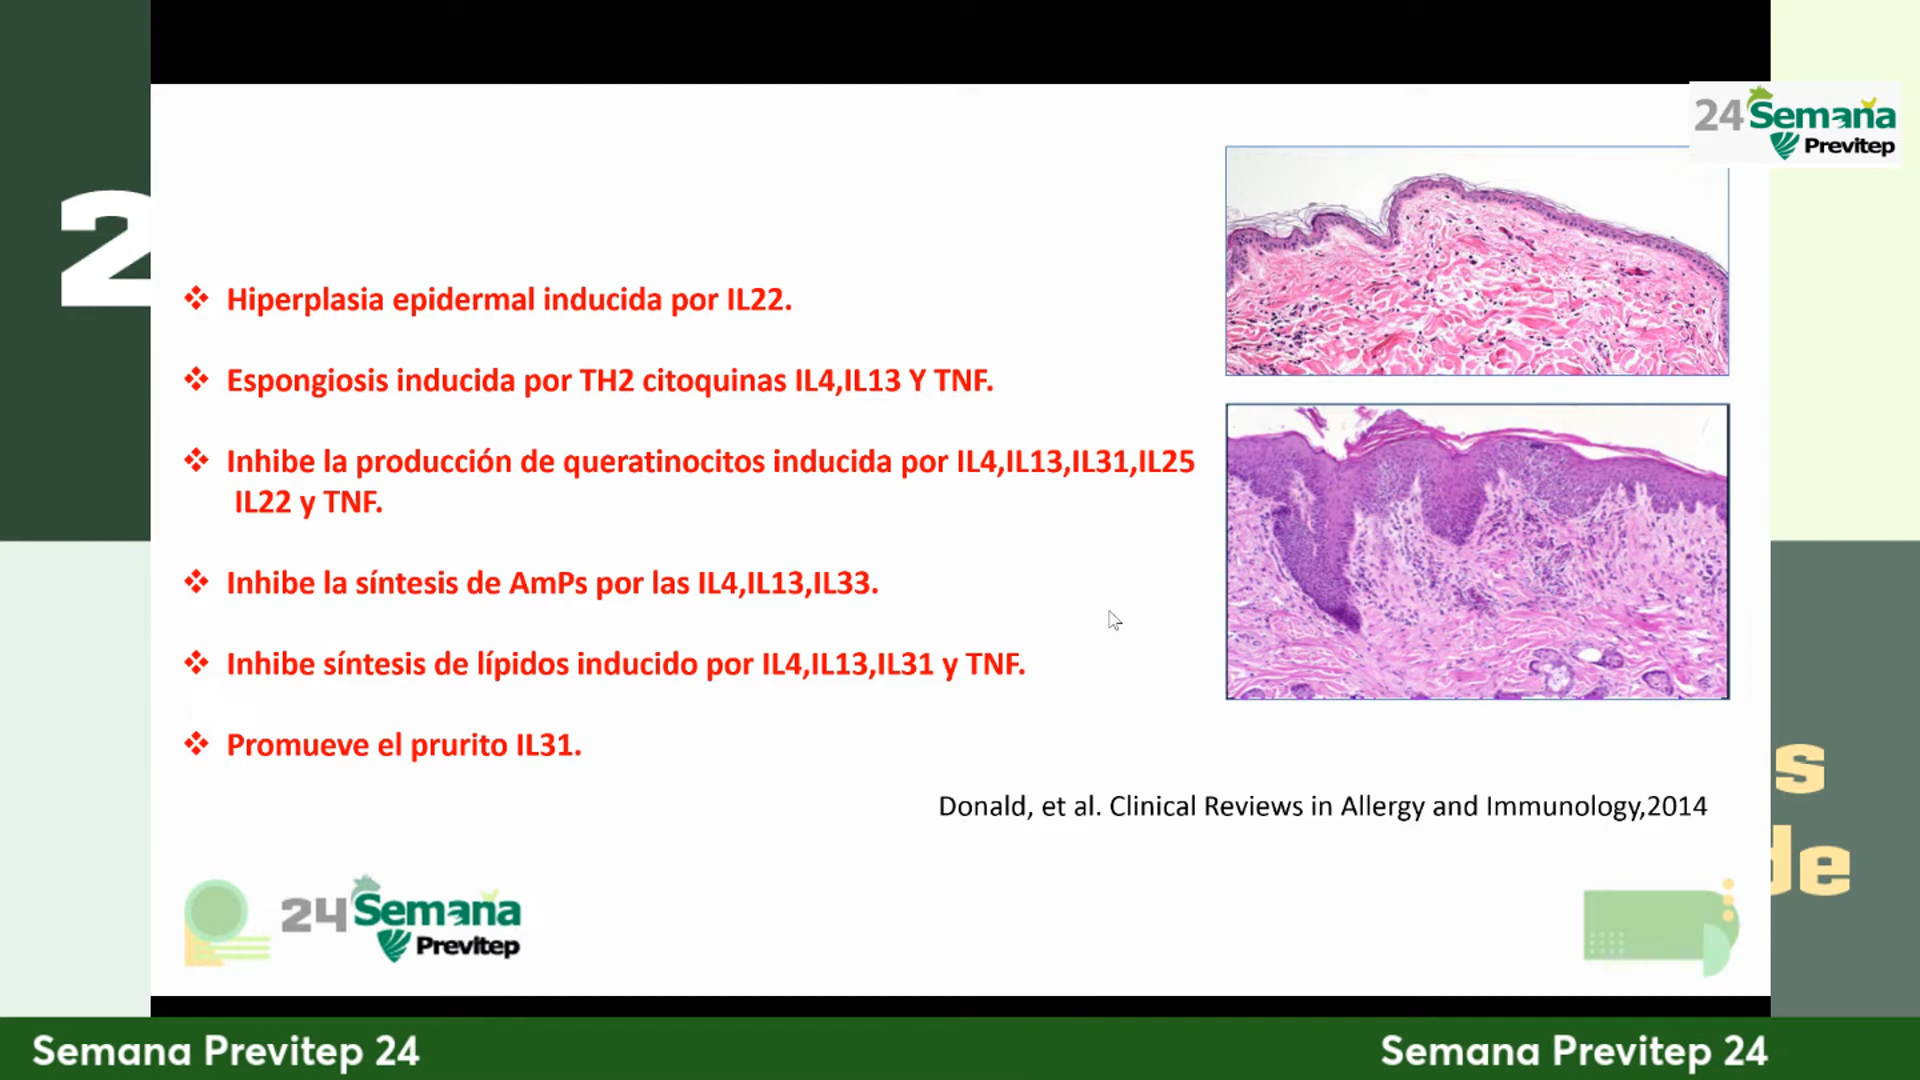 24 Semana
Previtep
2
❖ Hiperplasia epidermal inducida por IL22.
❖ Espongiosis inducida por TH2 citoquinas IL4,IL13 Y TNF.
❖ Inhibe la producción de queratinocitos inducida por IL4,IL13,IL31,IL25
IL22 y TNF.
❖ Inhibe la síntesis de AmPs por las IL4,IL13,IL33.
❖ Inhibe síntesis de lípidos inducido por IL4,IL13,IL31 y TNF.
❖ Promueve el prurito IL31.
s
Donald, et al. Clinical Reviews in Allergy and Immunology,2014
de
24 Semana
Previtep
Semana Previtep 24
Semana Previtep 24